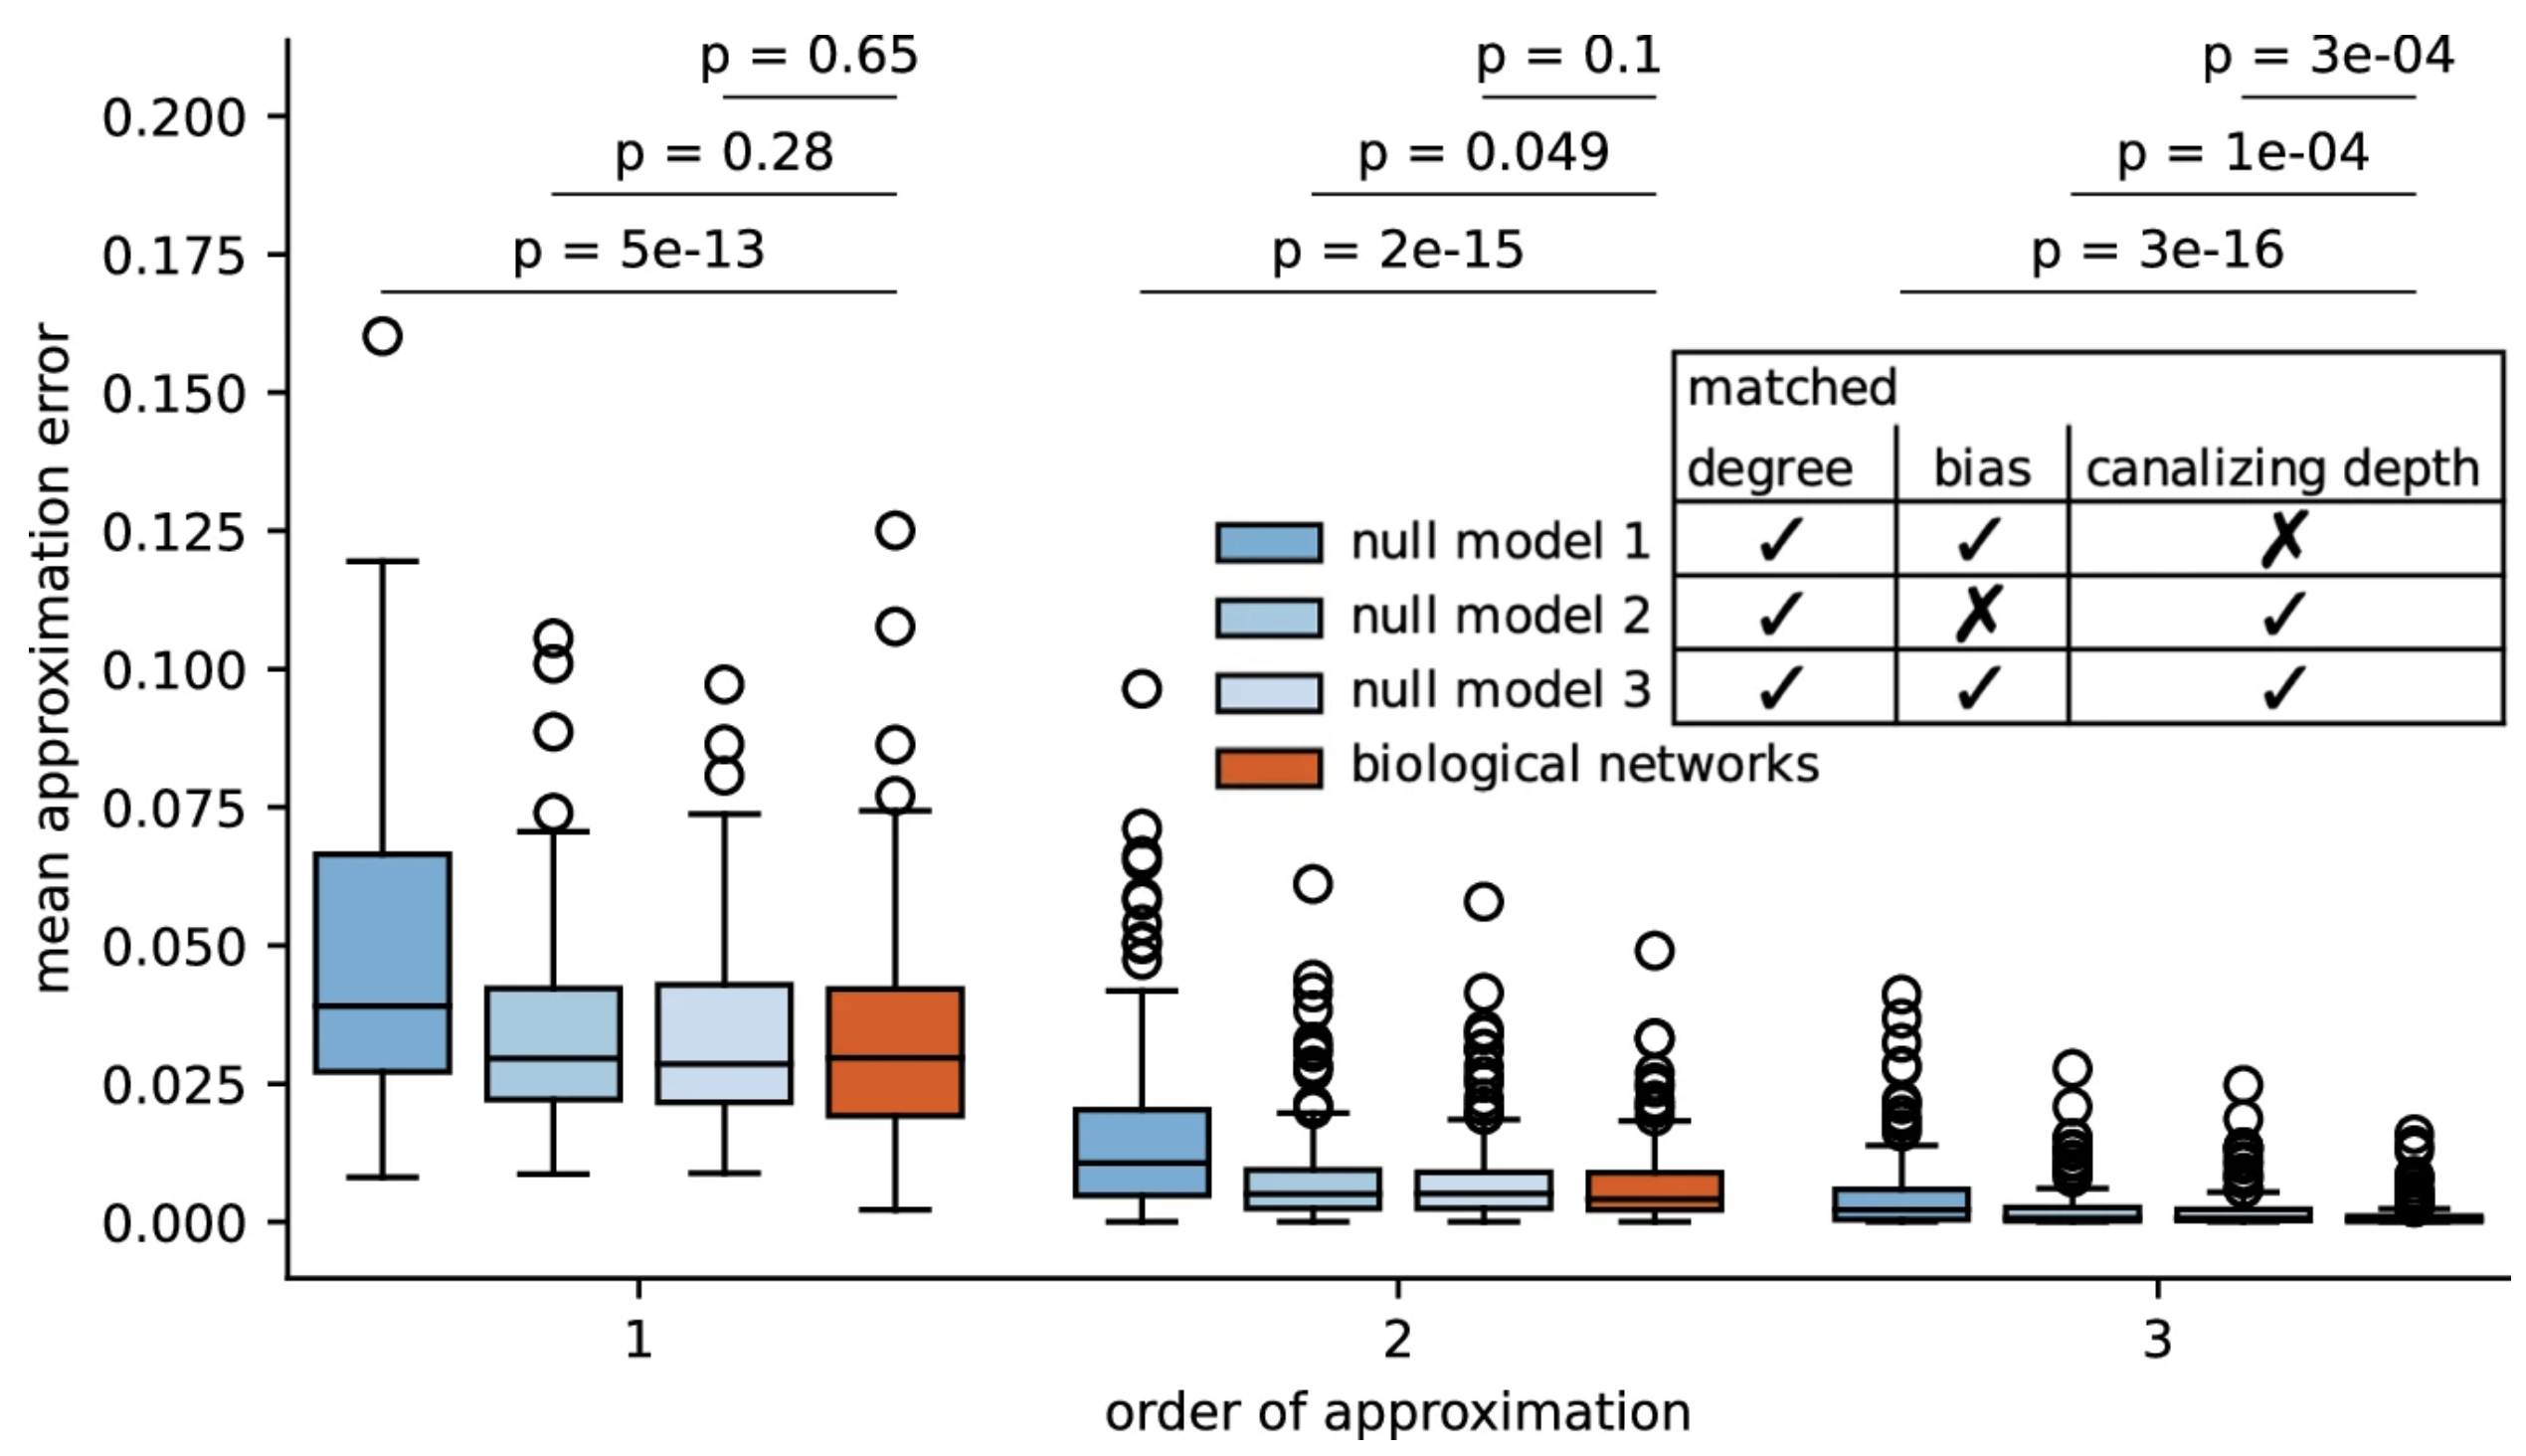 p = 0.65
p = 0.1
p = 3e-04
p = 0.28
p = 0.049
p = 1e-04
p = 5e-13
p = 2e-15
p = 3e-16
mean approximation error
0.200
0.175
0.150
0.125
0.100
0.075
0.050
0.025
0.000
matched
degree bias canalizing depth
null model 1 ✓ ✓ ✗
null model 2 ✓ ✗ ✓
null model 3 ✓ ✓ ✓
biological networks
1 2 3
order of approximation